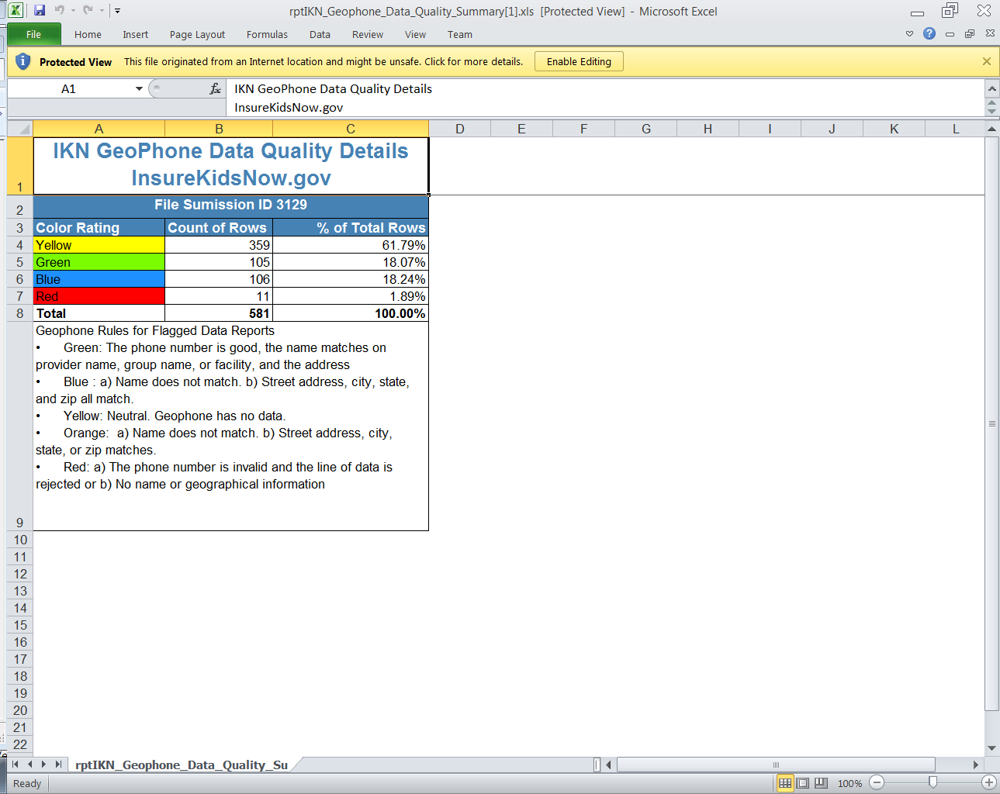 rptIKN_Geophone_Data_Quality_Summary[1].xls [Protected View] - Microsoft Excel
File Home Insert Page Layout Formulas Data Review View Team
Protected View This file originated from an Internet location and might be unsafe. Click for more details. Enable Editing
A1 fx IKN GeoPhone Data Quality Details
InsureKidsNow.gov
A B C D E F G H I J K L
IKN GeoPhone Data Quality Details
InsureKidsNow.gov
1
2 File Sumission ID 3129
3 Color Rating Count of Rows % of Total Rows
4 Yellow 359 61.79%
5 Green 105 18.07%
6 Blue 106 18.24%
7 Red 11 1.89%
8 Total 581 100.00%
Geophone Rules for Flagged Data Reports
• Green: The phone number is good, the name matches on
provider name, group name, or facility, and the address
• Blue : a) Name does not match. b) Street address, city, state,
and zip all match.
• Yellow: Neutral. Geophone has no data.
• Orange: a) Name does not match. b) Street address, city,
state, or zip matches.
• Red: a) The phone number is invalid and the line of data is
rejected or b) No name or geographical information
9
10
11
12
13
14
15
16
17
18
19
20
21
22
rptIKN_Geophone_Data_Quality_Su
Ready 100%